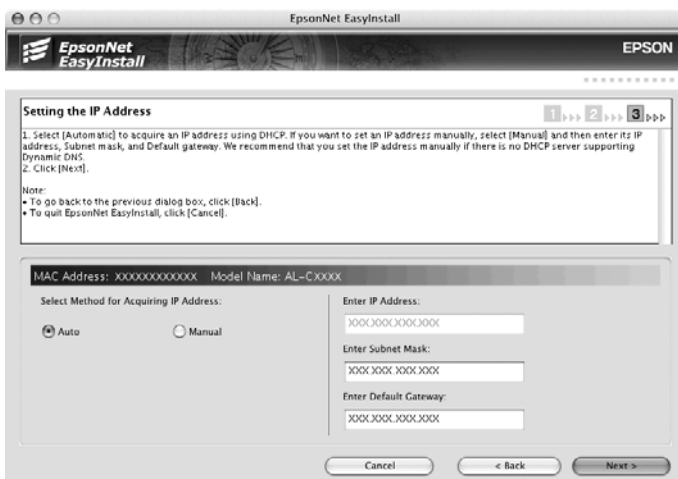 EpsonNet EasyInstall
EpsonNet
EasyInstall
EPSON
Setting the IP Address
1 2 3
1. Select [Automatic] to acquire an IP address using DHCP. If you want to set an IP address manually, select [Manual] and then enter its IP
address, Subnet mask, and Default gateway. We recommend that you set the IP address manually if there is no DHCP server supporting
Dynamic DNS.
2. Click [Next].
Note:
• To go back to the previous dialog box, click [Back].
• To quit EpsonNet EasyInstall, click [Cancel].
MAC Address: XXXXXXXXXXXX Model Name: AL-CXXXX
Select Method for Acquiring IP Address:
Auto
Manual
Enter IP Address:
XXX.XXX.XXX.XXX
Enter Subnet Mask:
XXX.XXX.XXX.XXX
Enter Default Gateway:
XXX.XXX.XXX.XXX
Cancel
< Back
Next >